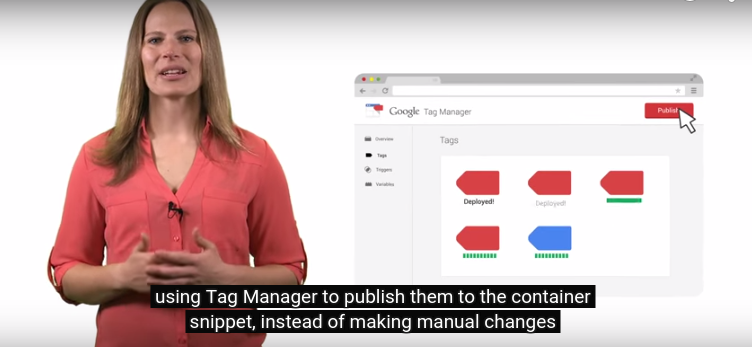 Google Tag Manager
Publish
Overview
Tags
Triggers
Variables
Tags
Deployed!
Deployed!
using Tag Manager to publish them to the container
snippet, instead of making manual changes